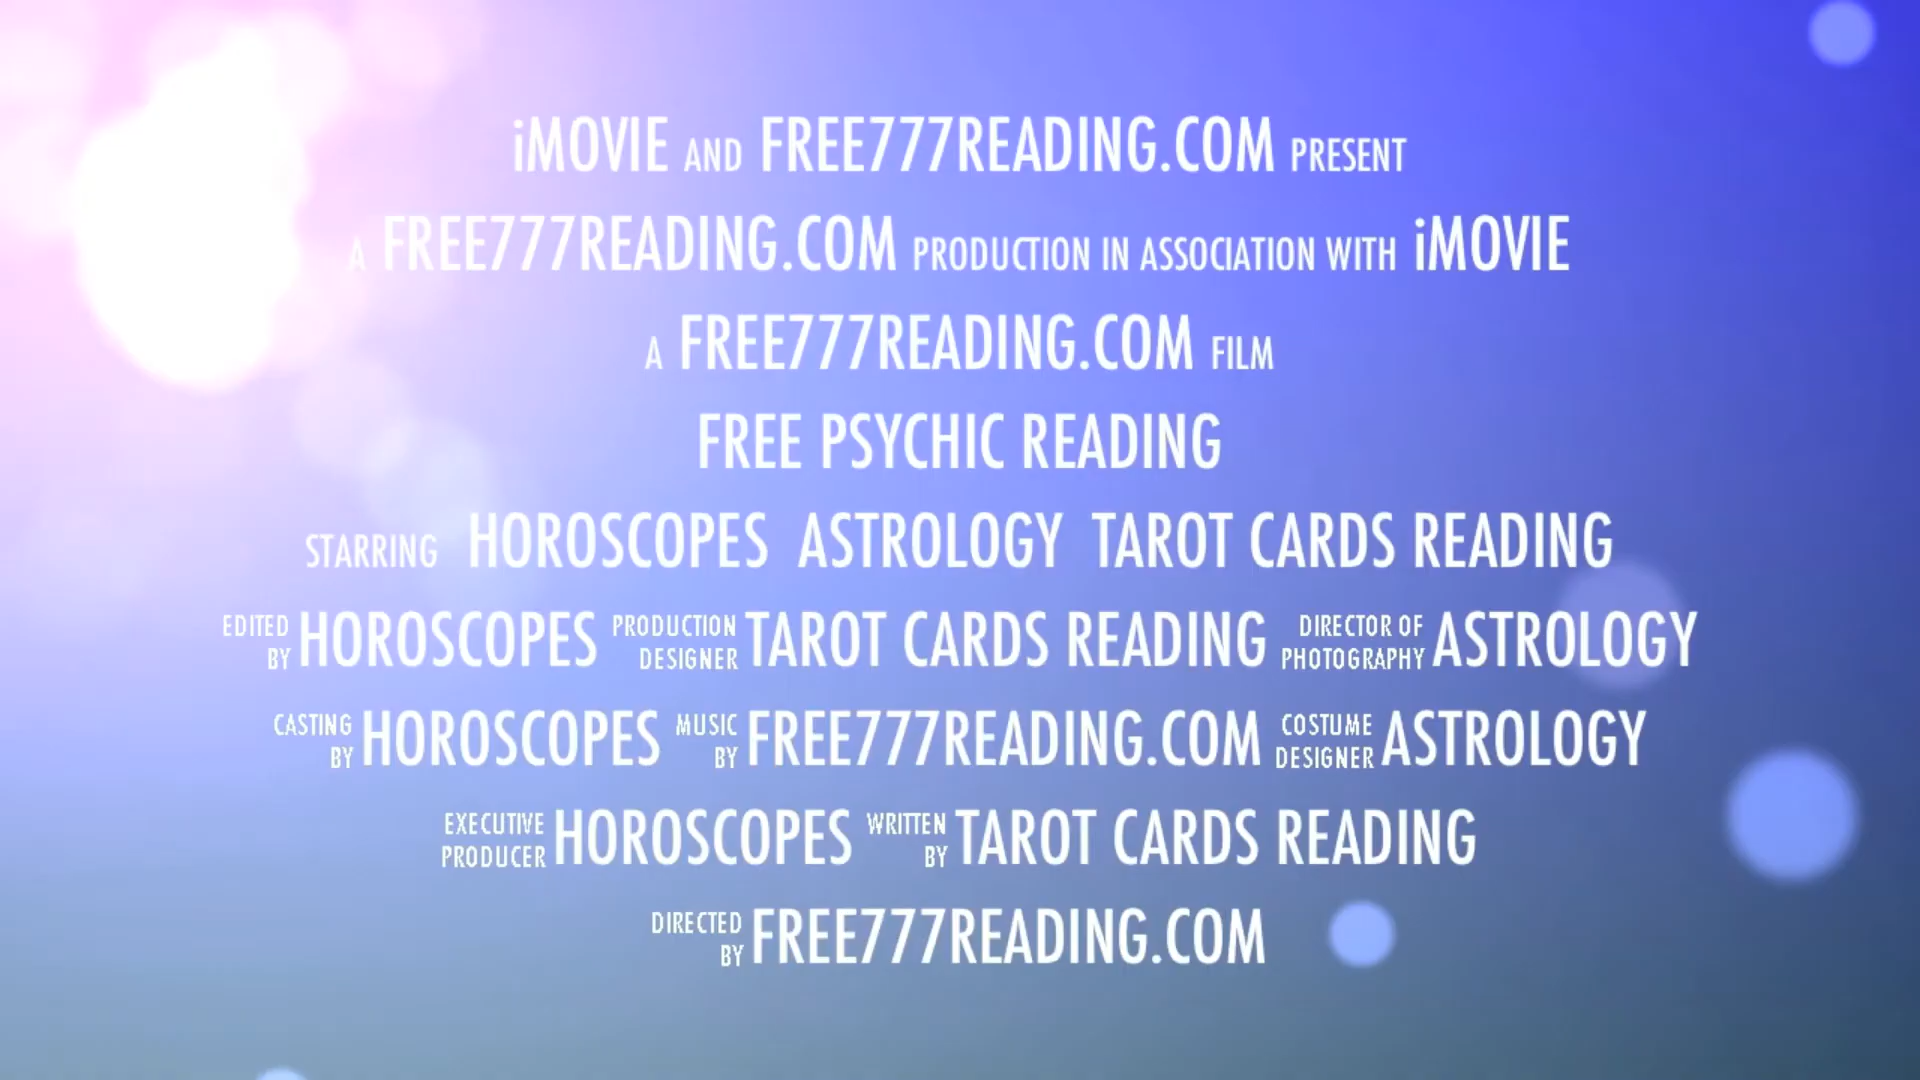 iMOVIE AND FREE777READING.COM PRESENT
A FREE777READING.COM PRODUCTION IN ASSOCIATION WITH iMOVIE
A FREE777READING.COM FILM
FREE PSYCHIC READING
STARRING HOROSCOPES ASTROLOGY TAROT CARDS READING
EDITED BY HOROSCOPES PRODUCTION DESIGNER TAROT CARDS READING DIRECTOR OF PHOTOGRAPHY ASTROLOGY
CASTING BY HOROSCOPES MUSIC BY FREE777READING.COM COSTUME DESIGNER ASTROLOGY
EXECUTIVE PRODUCER HOROSCOPES WRITTEN BY TAROT CARDS READING
DIRECTED BY FREE777READING.COM